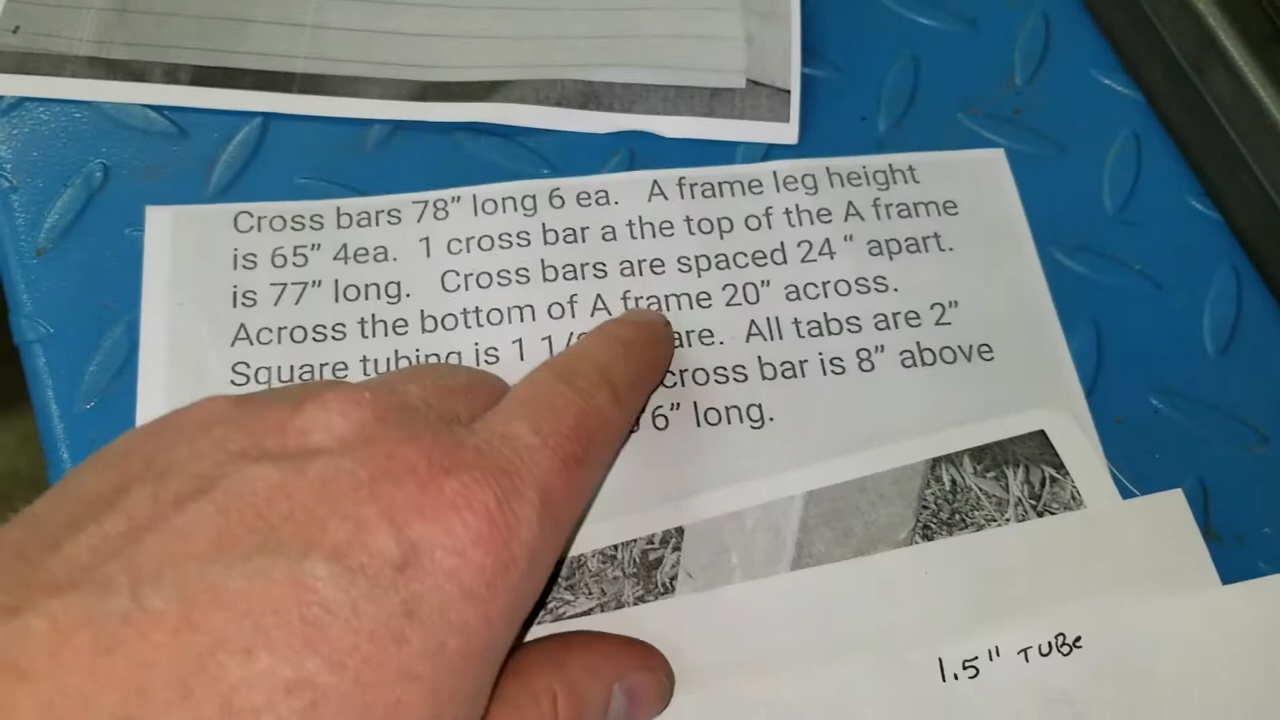 Cross bars 78” long 6 ea. A frame leg height
is 65” 4ea. 1 cross bar a the top of the A frame
is 77” long. Cross bars are spaced 24 “ apart.
Across the bottom of A frame 20” across.
Square tubing is 1 All tabs are 2”
cross bar is 8” above
6” long.
1.5" TUBe